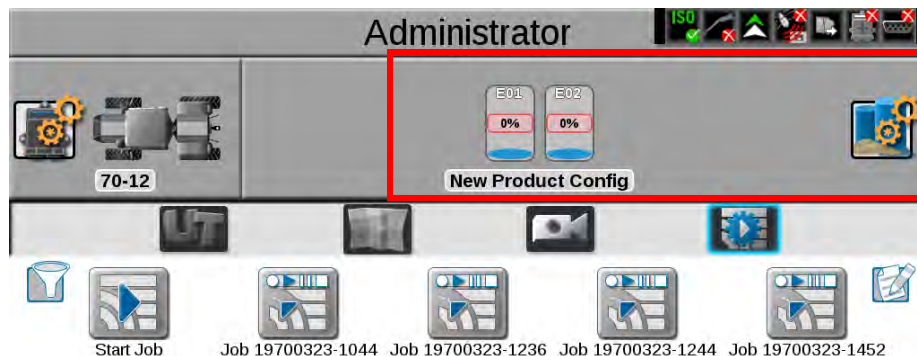 Administrator
ISO
E01 E02
0% 0%
70-12
New Product Config
UT
Start Job
Job 19700323-1044
Job 19700323-1236
Job 19700323-1244
Job 19700323-1452